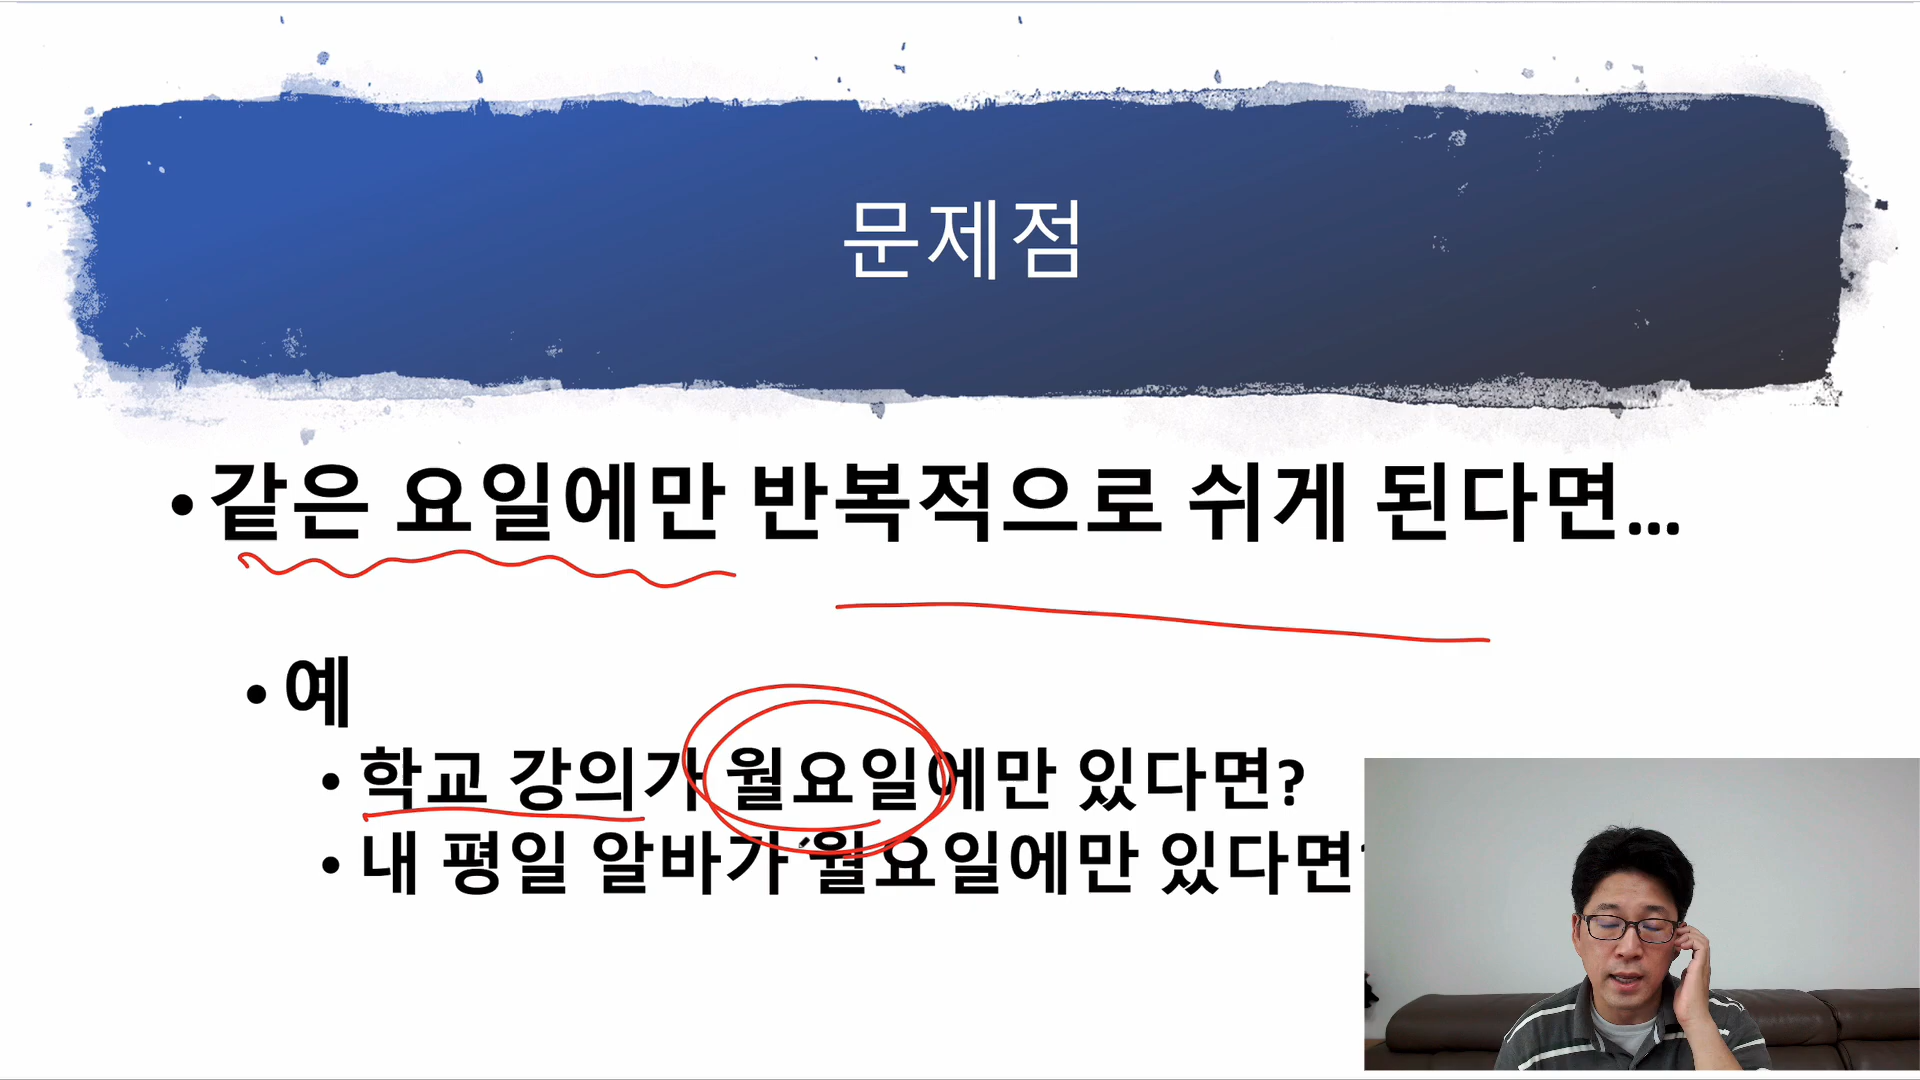 문제점
• 같은 요일에만 반복적으로 쉬게 된다면...
• 예
• 학교 강의가 월요일에만 있다면?
• 내 평일 알바가 월요일에만 있다면